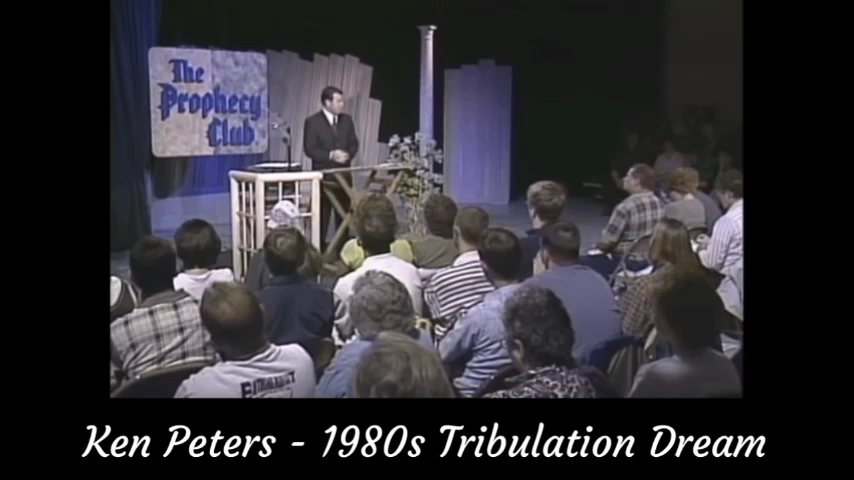 The
Prophecy
Club
Ken Peters - 1980s Tribulation Dream